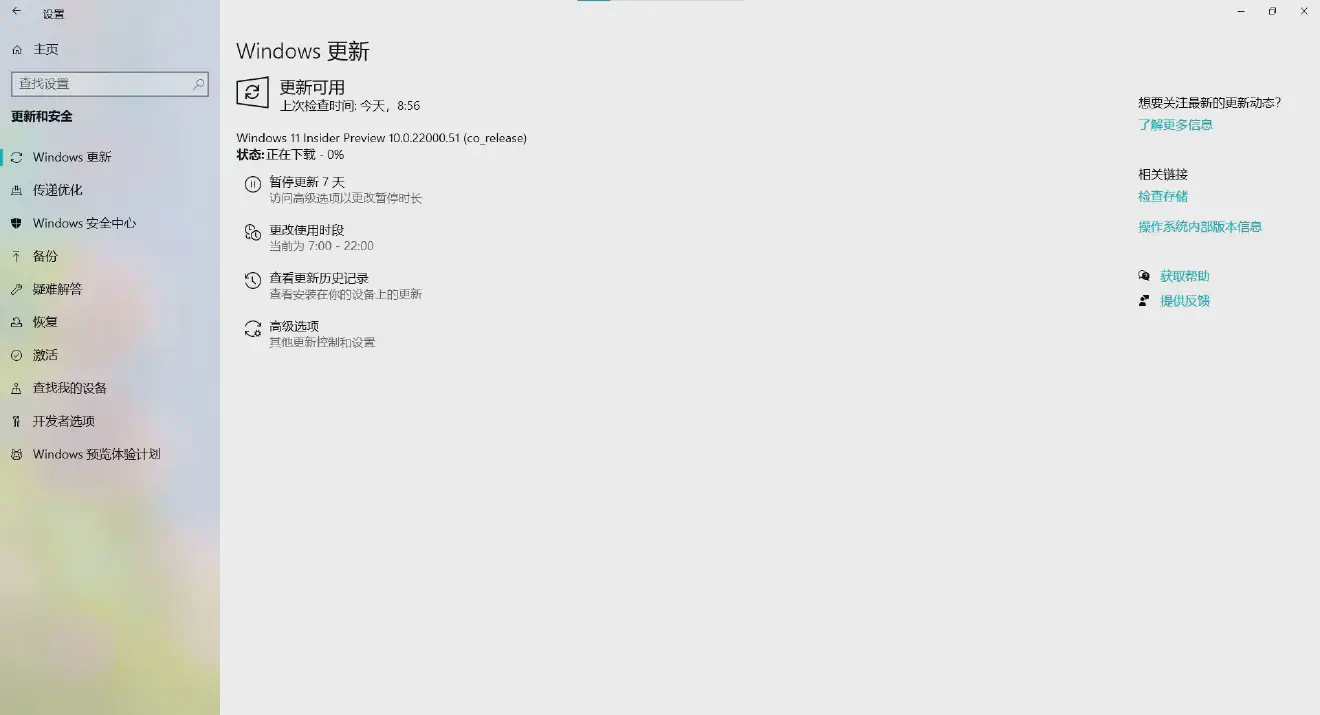 设置
主页
查找设置
更新和安全
Windows 更新
传递优化
Windows 安全中心
备份
疑难解答
恢复
激活
查找我的设备
开发者选项
Windows 预览体验计划
Windows 更新
更新可用
上次检查时间: 今天，8:56
Windows 11 Insider Preview 10.0.22000.51 (co_release)
状态: 正在下载 - 0%
暂停更新 7 天
访问高级选项以更改暂停时长
更改使用时段
当前为 7:00 - 22:00
查看更新历史记录
查看安装在你的设备上的更新
高级选项
其他更新控制和设置
想要关注最新的更新动态?
了解更多信息
相关链接
检查存储
操作系统内部版本信息
获取帮助
提供反馈